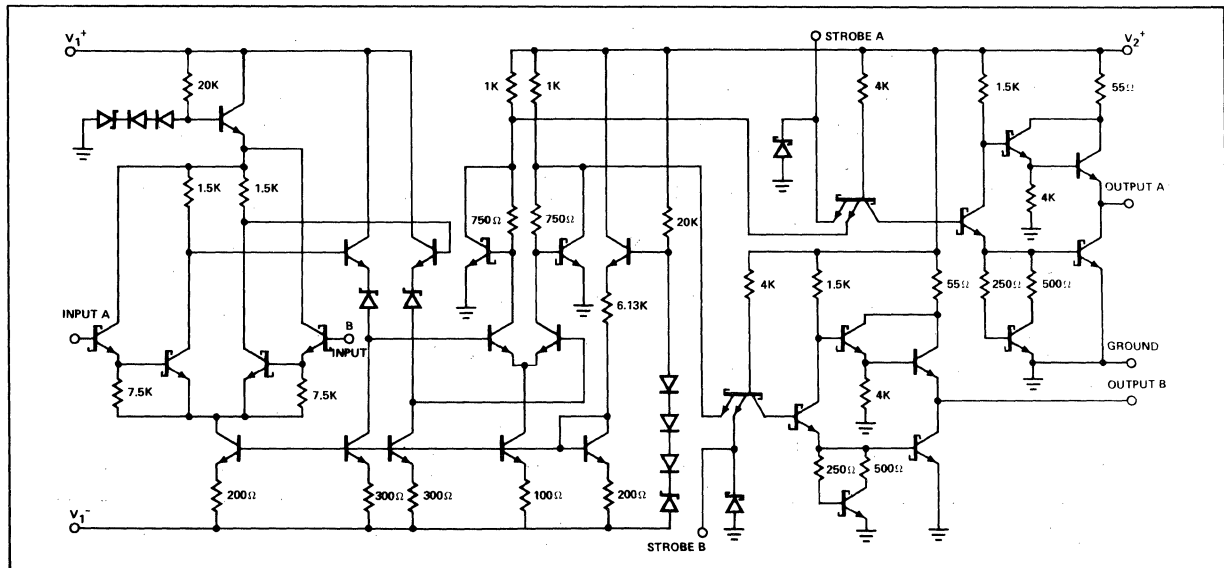 V1+
STROBE A
V2+
20K
1K
1K
4K
1.5K
55Ω
1.5K
1.5K
OUTPUT A
4K
750Ω
750Ω
20K
4K
1.5K
55Ω
250Ω
500Ω
6.13K
INPUT A
B
INPUT
GROUND
OUTPUT B
7.5K
7.5K
4K
250Ω
500Ω
200Ω
300Ω
300Ω
100Ω
200Ω
V1-
STROBE B